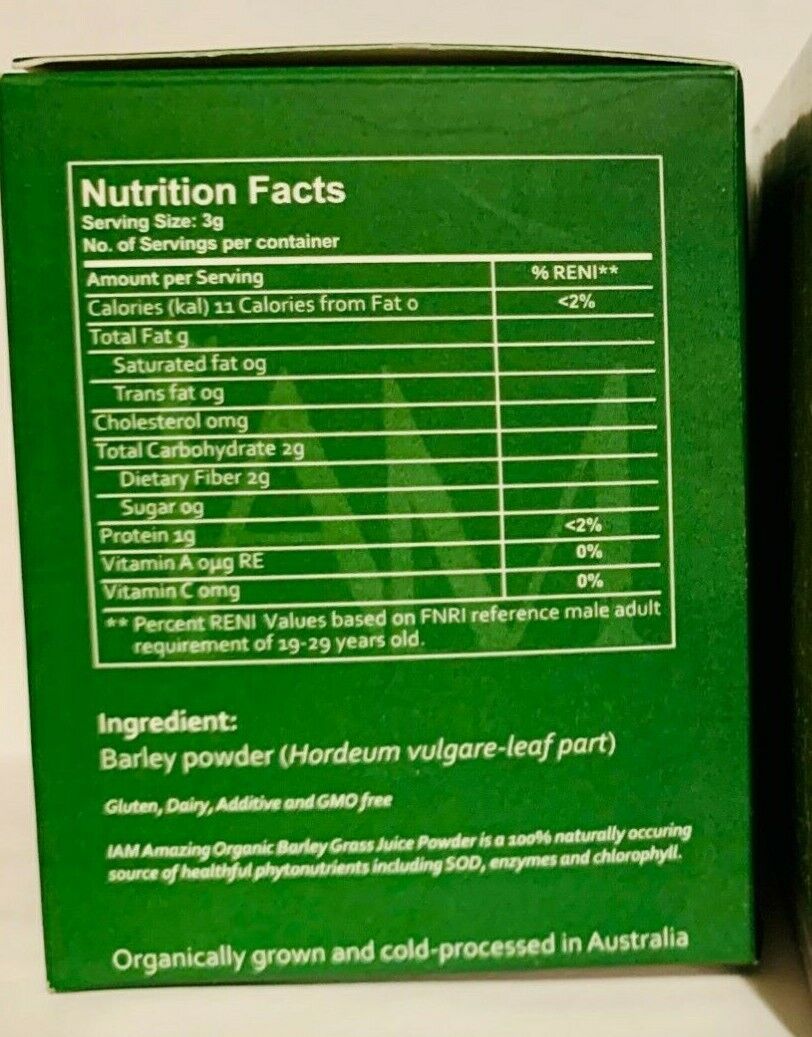 Nutrition Facts
Serving Size: 3g
No. of Servings per container
Amount per Serving % RENI**
Calories (kal) 11 Calories from Fat 0 <2%
Total Fat g
Saturated fat 0g
Trans fat 0g
Cholesterol 0mg
Total Carbohydrate 2g
Dietary Fiber 2g
Sugar 0g
Protein 1g <2%
Vitamin A 0µg RE 0%
Vitamin C 0mg 0%
** Percent RENI Values based on FNRI reference male adult
requirement of 19-29 years old.
Ingredient:
Barley powder (Hordeum vulgare-leaf part)
Gluten, Dairy, Additive and GMO free
IAM Amazing Organic Barley Grass Juice Powder is a 100% naturally occuring
source of healthful phytonutrients including SOD, enzymes and chlorophyll.
Organically grown and cold-processed in Australia